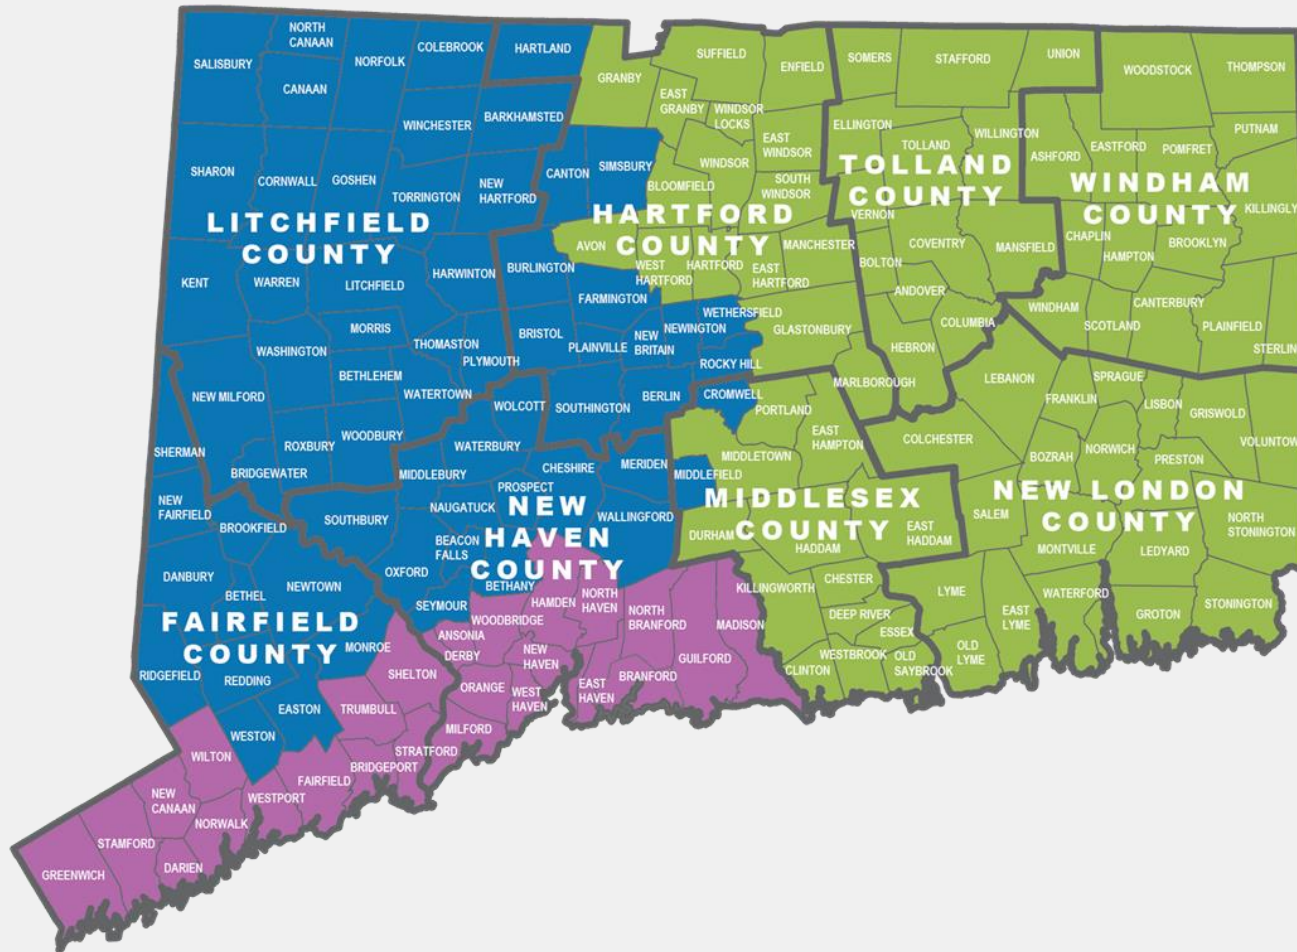 NORTH
CANAAN
COLEBROOK
HARTLAND
SALISBURY
NORFOLK
CANAAN
GRANBY
SUFFIELD
ENFIELD
SOMERS
STAFFORD
UNION
WOODSTOCK
THOMPSON
EAST
GRANBY
WINDSOR
LOCKS
WINCHESTER
BARKHAMSTED
ELLINGTON
WILLINGTON
PUTNAM
EAST
WINDSOR
TOLLAND
ASHFORD
EASTFORD
POMFRET
SHARON
CORNWALL
GOSHEN
TORRINGTON
NEW
HARTFORD
CANTON
SIMSBURY
BLOOMFIELD
WINDSOR
SOUTH
WINDSOR
TOLLAND
COUNTY
WINDHAM
COUNTY
KILLINGLY
LITCHFIELD
COUNTY
HARTFORD
COUNTY
VERNON
AVON
MANCHESTER
COVENTRY
MANSFIELD
CHAPLIN
HAMPTON
BROOKLYN
KENT
WARREN
LITCHFIELD
HARWINTON
BURLINGTON
WEST
HARTFORD
HARTFORD
EAST
HARTFORD
BOLTON
ANDOVER
FARMINGTON
WETHERSFIELD
GLASTONBURY
COLUMBIA
WINDHAM
SCOTLAND
CANTERBURY
PLAINFIELD
STERLIN
MORRIS
WASHINGTON
THOMASTON
PLYMOUTH
BRISTOL
PLAINVILLE
NEW
BRITAIN
NEWINGTON
ROCKY HILL
HEBRON
BETHLEHEM
WATERTOWN
NEW MILFORD
WOLCOTT
SOUTHINGTON
BERLIN
CROMWELL
PORTLAND
MARLBOROUGH
LEBANON
SPRAGUE
FRANKLIN
LISBON
GRISWOLD
VOLUNTOW
ROXBURY
WOODBURY
SHERMAN
BRIDGEWATER
WATERBURY
MIDDLEBURY
CHESHIRE
MERIDEN
MIDDLETOWN
EAST
HAMPTON
COLCHESTER
BOZRAH
NORWICH
PRESTON
MIDDLEFIELD
NEW
FAIRFIELD
BROOKFIELD
SOUTHBURY
NAUGATUCK
PROSPECT
NEW
HAVEN
COUNTY
WALLINGFORD
MIDDLESEX
COUNTY
NEW LONDON
COUNTY
DURHAM
HADDAM
EAST
HADDAM
SALEM
MONTVILLE
LEDYARD
NORTH
STONINGTON
BEACON
FALLS
OXFORD
BETHANY
DANBURY
BETHEL
NEWTOWN
SEYMOUR
WOODBRIDGE
HAMDEN
NORTH
HAVEN
NORTH
BRANFORD
MADISON
KILLINGWORTH
CHESTER
DEEP RIVER
ESSEX
LYME
EAST
LYME
WATERFORD
GROTON
STONINGTON
FAIRFIELD
COUNTY
MONROE
ANSONIA
DERBY
NEW
HAVEN
GUILFORD
BRANFORD
CLINTON
WESTBROOK
OLD
SAYBROOK
OLD
LYME
RIDGEFIELD
REDDING
SHELTON
ORANGE
WEST
HAVEN
EAST
HAVEN
EASTON
TRUMBULL
MILFORD
WESTON
STRATFORD
WILTON
BRIDGEPORT
FAIRFIELD
WESTPORT
NEW
CANAAN
NORWALK
STAMFORD
DARIEN
GREENWICH